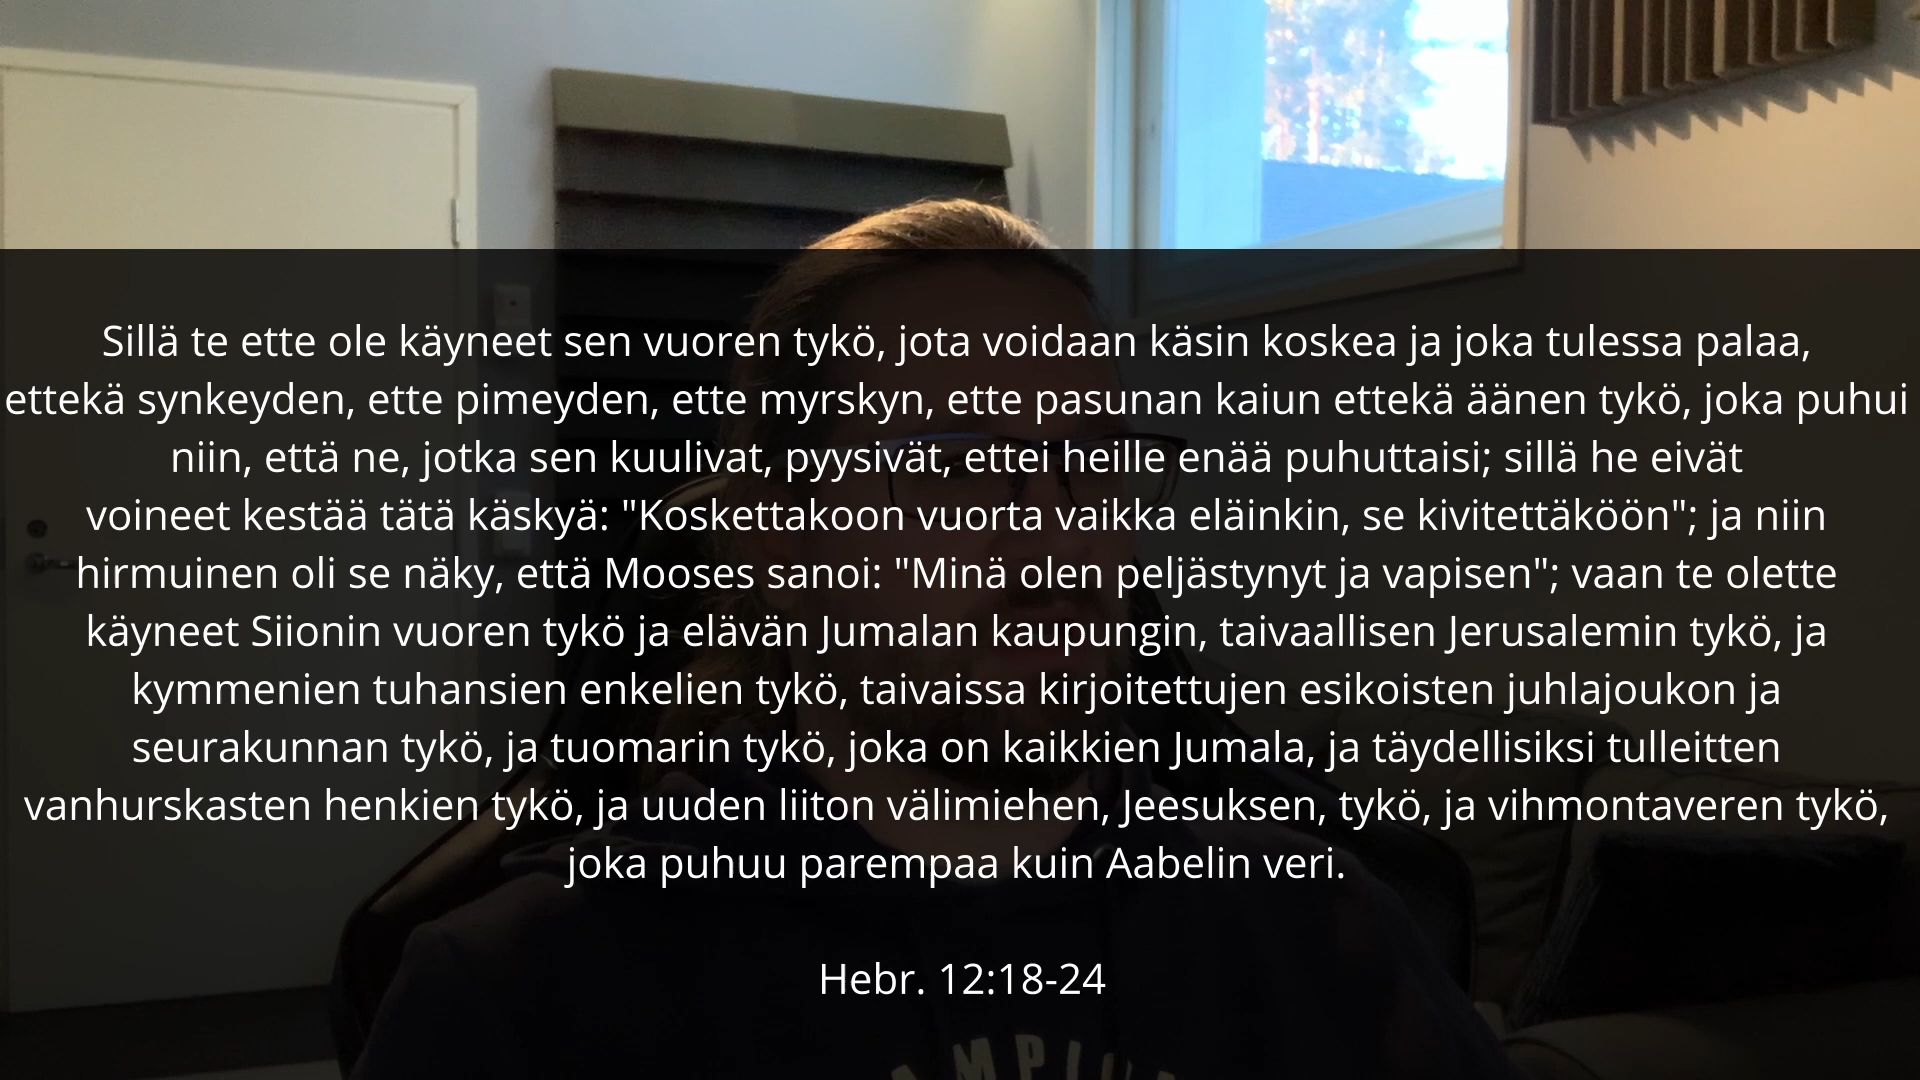 Sillä te ette ole käyneet sen vuoren tykö, jota voidaan käsin koskea ja joka tulessa palaa,
ettekä synkeyden, ette pimeyden, ette myrskyn, ette pasunan kaiun ettekä äänen tykö, joka puhui
niin, että ne, jotka sen kuulivat, pyysivät, ettei heille enää puhuttaisi; sillä he eivät
voineet kestää tätä käskyä: "Koskettakoon vuorta vaikka eläinkin, se kivitettäköön"; ja niin
hirmuinen oli se näky, että Mooses sanoi: "Minä olen peljästynyt ja vapisen"; vaan te olette
käyneet Siionin vuoren tykö ja elävän Jumalan kaupungin, taivaallisen Jerusalemin tykö, ja
kymmenien tuhansien enkelien tykö, taivaissa kirjoitettujen esikoisten juhlajoukon ja
seurakunnan tykö, ja tuomarin tykö, joka on kaikkien Jumala, ja täydellisiksi tulleitten
vanhurskasten henkien tykö, ja uuden liiton välimiehen, Jeesuksen, tykö, ja vihmontaveren tykö,
joka puhuu parempaa kuin Aabelin veri.
Hebr. 12:18-24